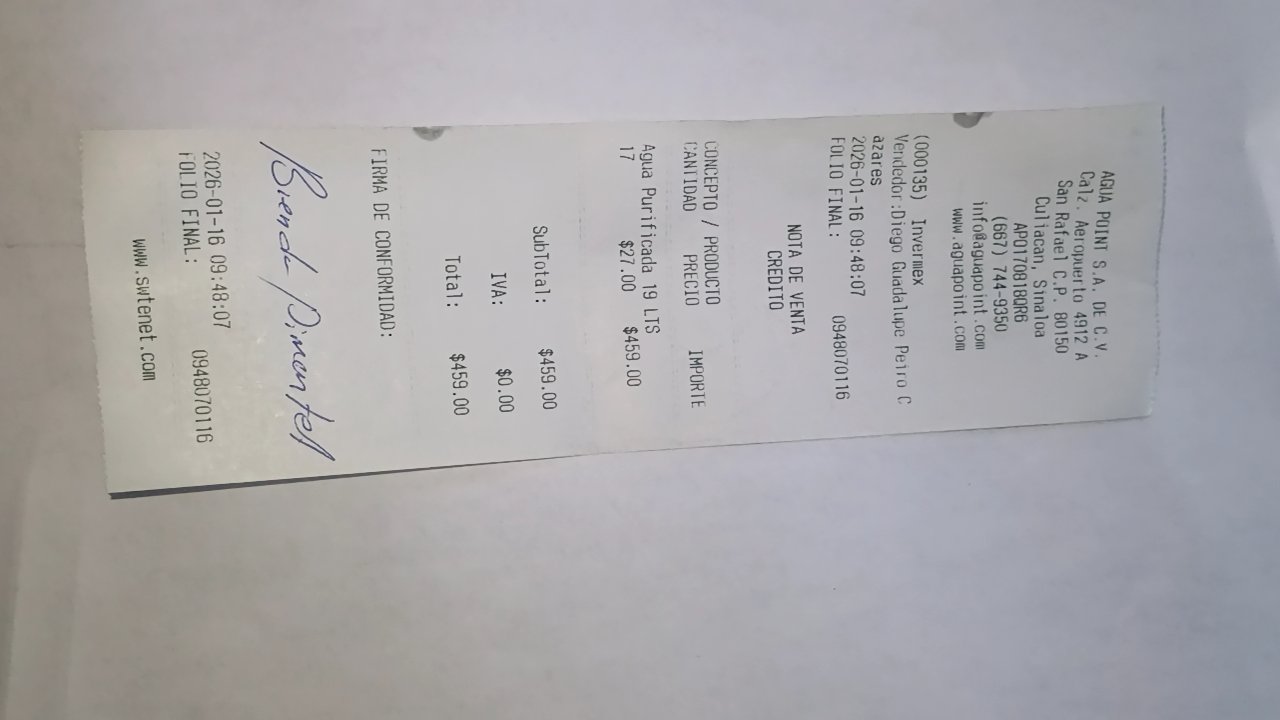 AGUA POINT S.A. DE C.V.
Calz. Aeropuerto 4912 A
San Rafael C.P. 80150
Culiacan, Sinaloa
APO170818QR6
(667) 744-9350
info@aguapoint.com
www.aguapoint.com
(000135) Invermex
Vendedor:Diego Guadalupe Peiro C
azares
2026-01-16 09:48:07
FOLIO FINAL: 0948070116
NOTA DE VENTA
CREDITO
CONCEPTO / PRODUCTO
CANTIDAD PRECIO IMPORTE
Agua Purificada 19 LTS
17 $27.00 $459.00
SubTotal: $459.00
IVA: $0.00
Total: $459.00
FIRMA DE CONFORMIDAD:
Brenda Pimentel
2026-01-16 09:48:07
FOLIO FINAL: 0948070116
www.swtenet.com